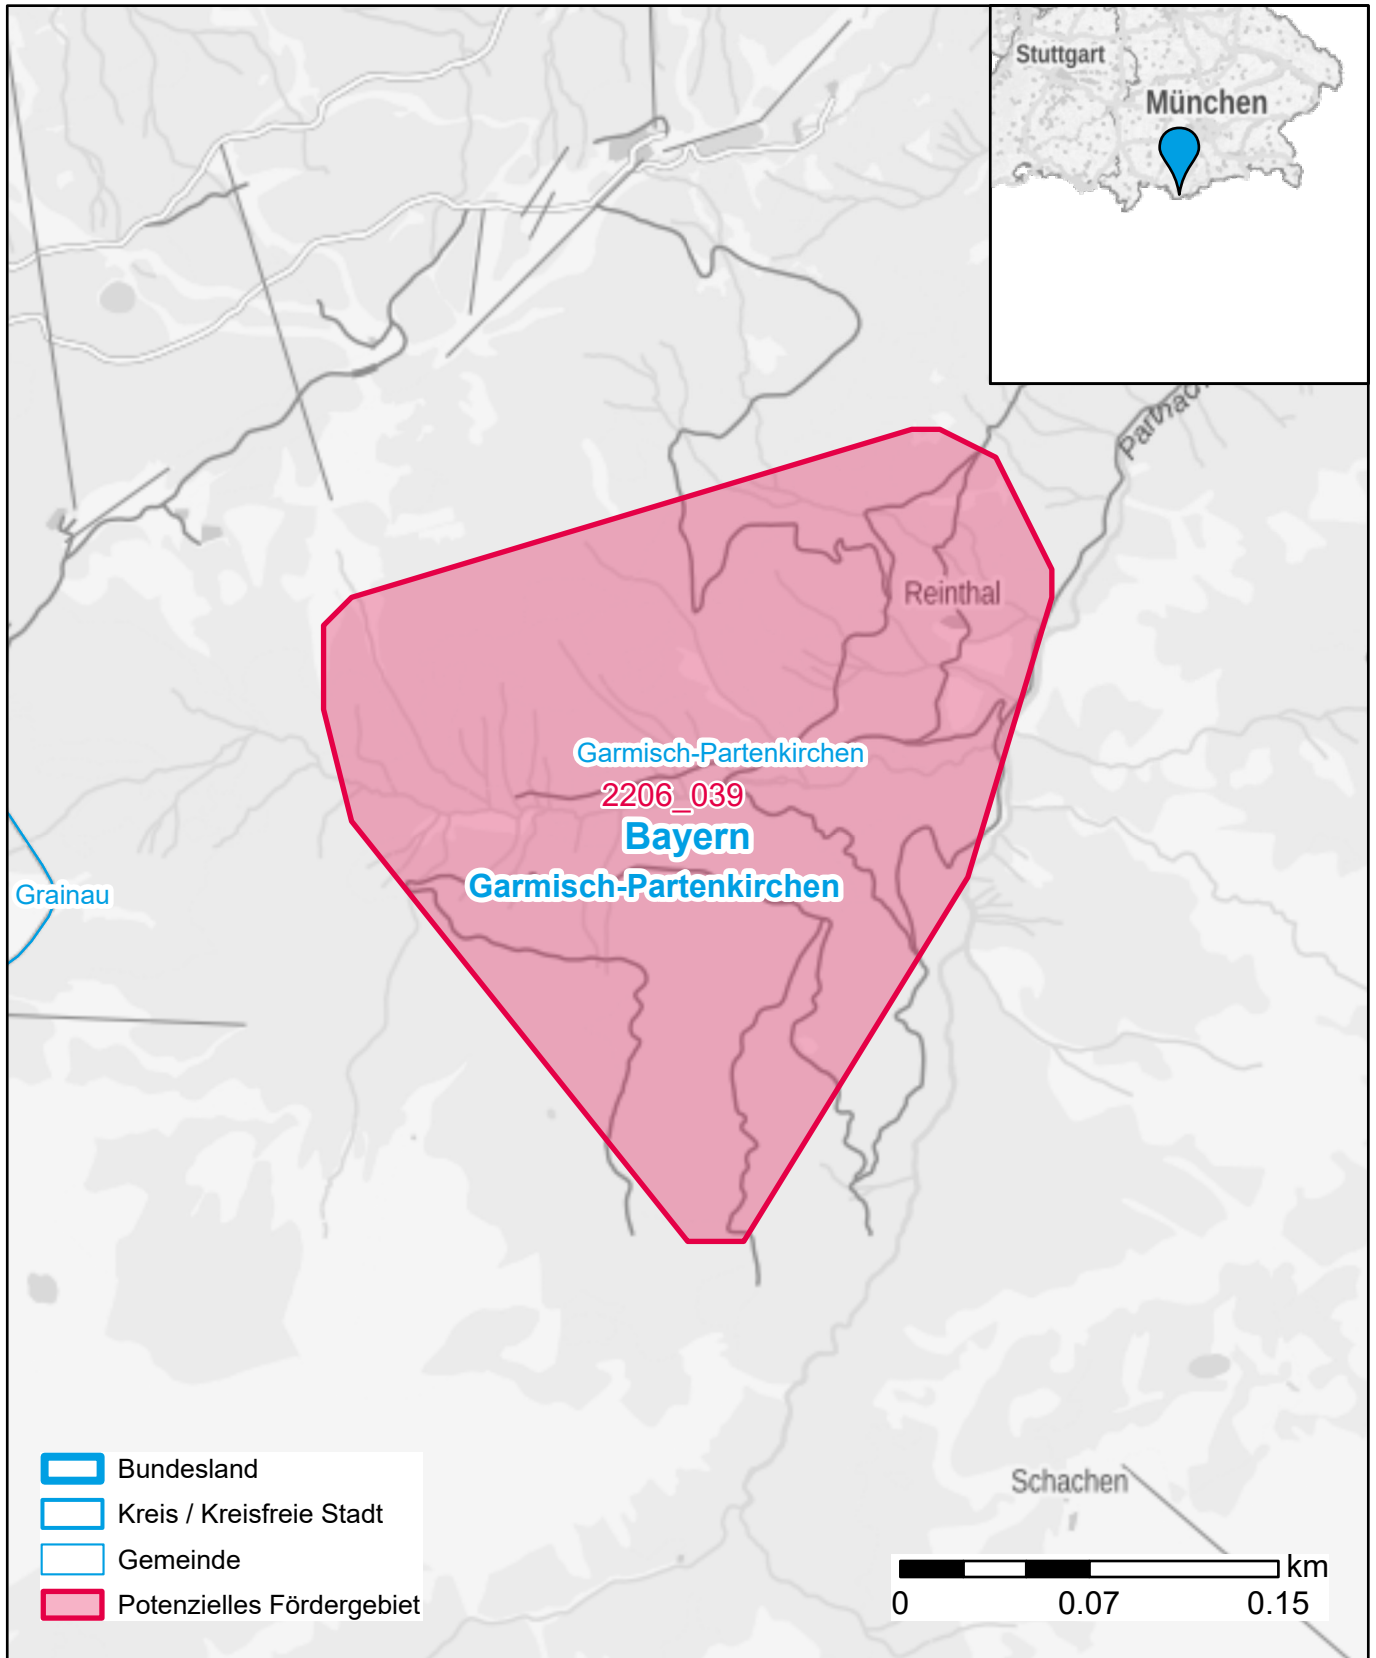 Stuttgart
München
Partnach
Reinthal
Garmisch-Partenkirchen
2206_039
Bayern
Garmisch-Partenkirchen
Grainau
Schachen
Bundesland
Kreis / Kreisfreie Stadt
Gemeinde
Potenzielles Fördergebiet
km
0 0.07 0.15